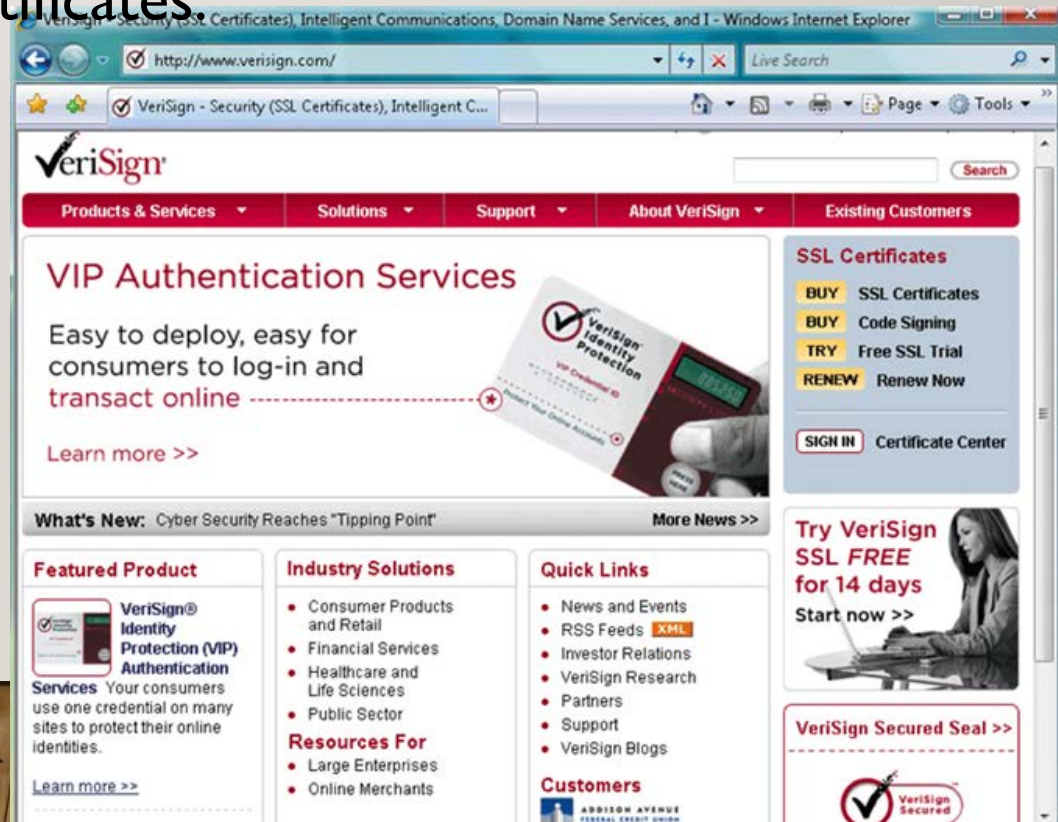 tificates.
VeriSign - Security (SSL Certificates), Intelligent Communications, Domain Name Services, and I - Windows Internet Explorer
http://www.verisign.com/
Live Search
VeriSign - Security (SSL Certificates), Intelligent C...
Page
Tools
VeriSign
Search
Products & Services
Solutions
Support
About VeriSign
Existing Customers
VIP Authentication Services
Easy to deploy, easy for
consumers to log-in and
transact online
Learn more >>
VeriSign
Identity
Protection
VIP Credential ID
Protect Your Online Accounts
PRESS
HERE
SSL Certificates
BUY SSL Certificates
BUY Code Signing
TRY Free SSL Trial
RENEW Renew Now
SIGN IN Certificate Center
What's New: Cyber Security Reaches "Tipping Point"
More News >>
Featured Product
VeriSign®
Identity
Protection (VIP)
Authentication
Services Your consumers
use one credential on many
sites to protect their online
identities.
Learn more >>
Industry Solutions
Consumer Products
and Retail
Financial Services
Healthcare and
Life Sciences
Public Sector
Resources For
Large Enterprises
Online Merchants
Quick Links
News and Events
RSS Feeds XML
Investor Relations
VeriSign Research
Partners
Support
VeriSign Blogs
Customers
ADDISON AVENUE
FEDERAL CREDIT UNION
Try VeriSign
SSL FREE
for 14 days
Start now >>
VeriSign Secured Seal >>
VeriSign
Secured